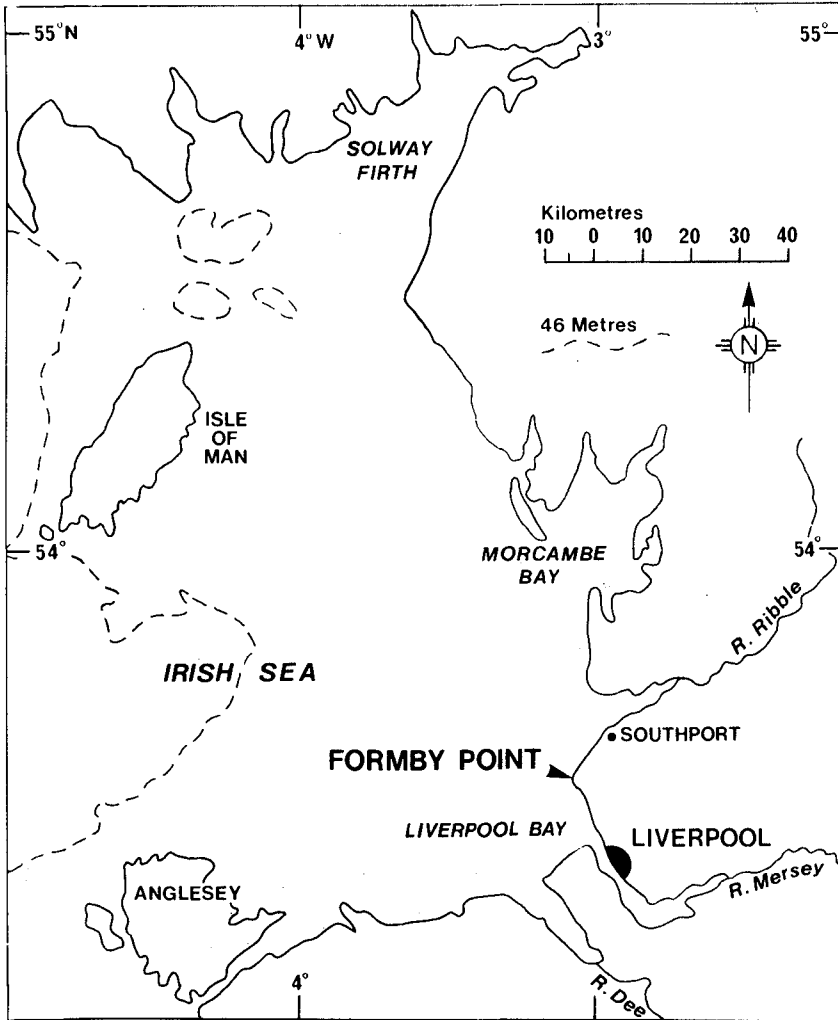 55°N
4°W
3°
55°
SOLWAY
FIRTH
Kilometres
10 0 10 20 30 40
46 Metres
N
ISLE
OF
MAN
54°
MORCAMBE
BAY
54°
R. Ribble
IRISH SEA
SOUTHPORT
FORMBY POINT
LIVERPOOL BAY
LIVERPOOL
ANGLESEY
R. Mersey
4°
R. Dee